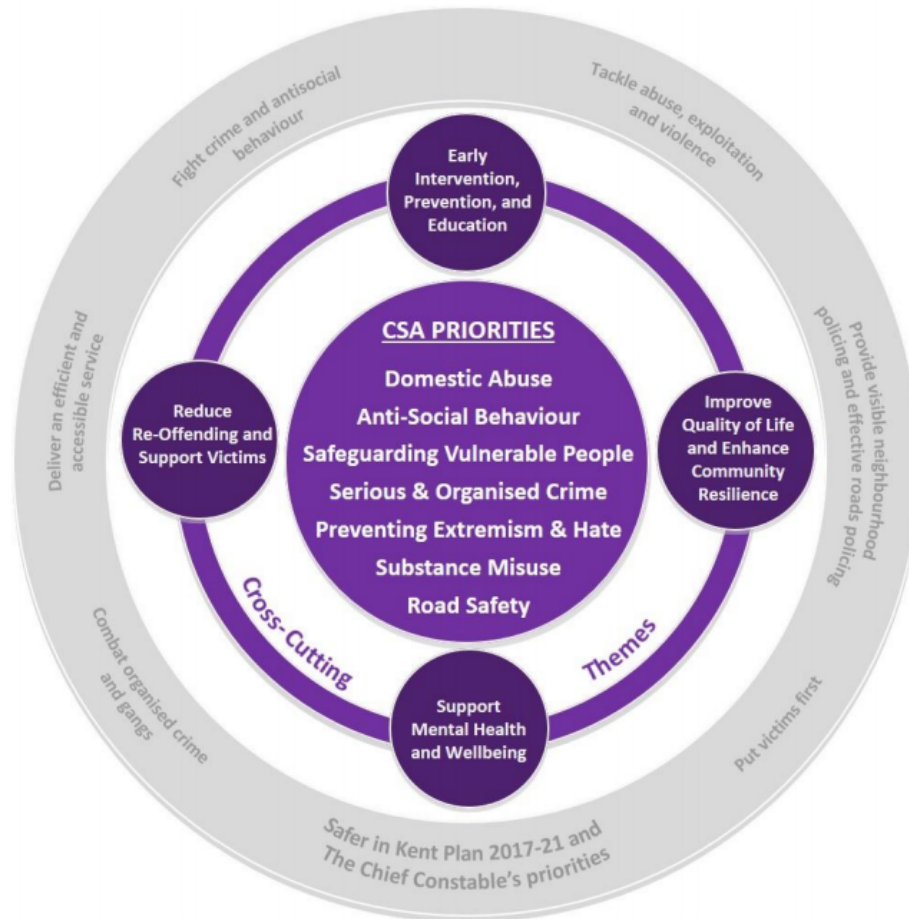 Fight crime and antisocial
behaviour
Tackle abuse, exploitation
and violence
Early
Intervention,
Prevention, and
Education
CSA PRIORITIES
Domestic Abuse
Anti-Social Behaviour
Safeguarding Vulnerable People
Serious & Organised Crime
Preventing Extremism & Hate
Substance Misuse
Road Safety
Deliver an efficient and
accessible service
Reduce
Re-Offending and
Support Victims
Improve
Quality of Life
and Enhance
Community
Resilience
Provide visible neighbourhood
policing and effective roads policing
Cross-Cutting
Themes
Combat organised crime
and gangs
Support
Mental Health
and Wellbeing
Put victims first
Safer in Kent Plan 2017-21 and
The Chief Constable's priorities